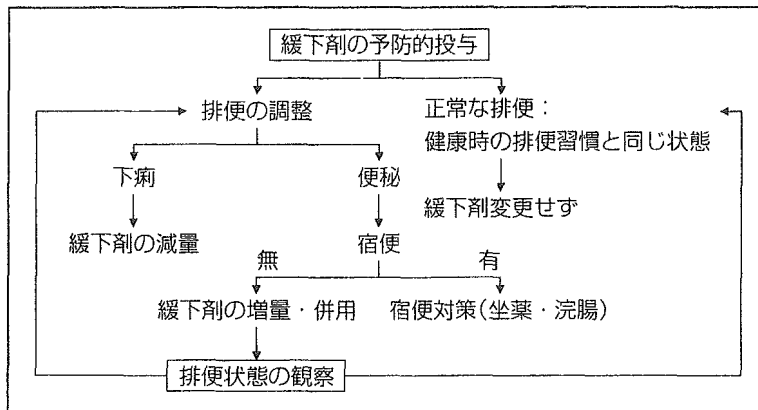 緩下剤の予防的投与
排便の調整
正常な排便：
健康時の排便習慣と同じ状態
下痢
便秘
緩下剤変更せず
緩下剤の減量
宿便
無
有
緩下剤の増量・併用
宿便対策(坐薬・浣腸)
排便状態の観察